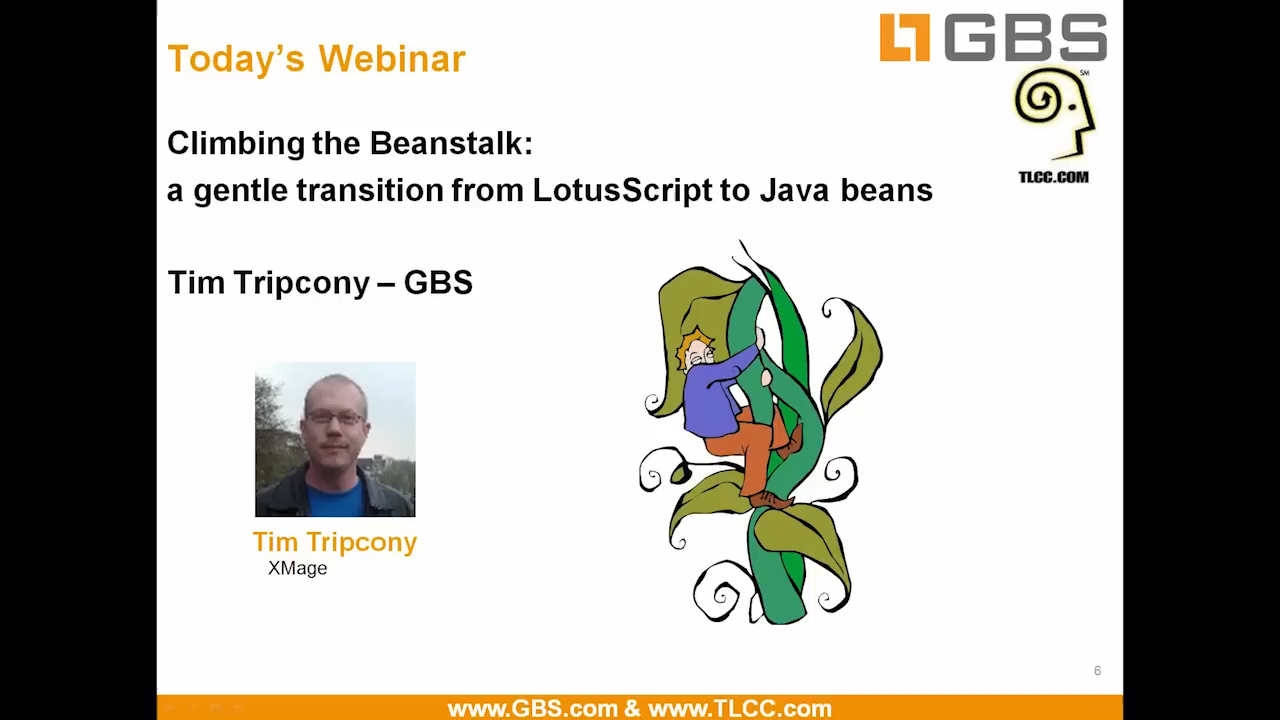 Today's Webinar
GBS
SM
TLCC.COM
Climbing the Beanstalk:
a gentle transition from LotusScript to Java beans
Tim Tripcony – GBS
Tim Tripcony
XMage
6
www.GBS.com & www.TLCC.com